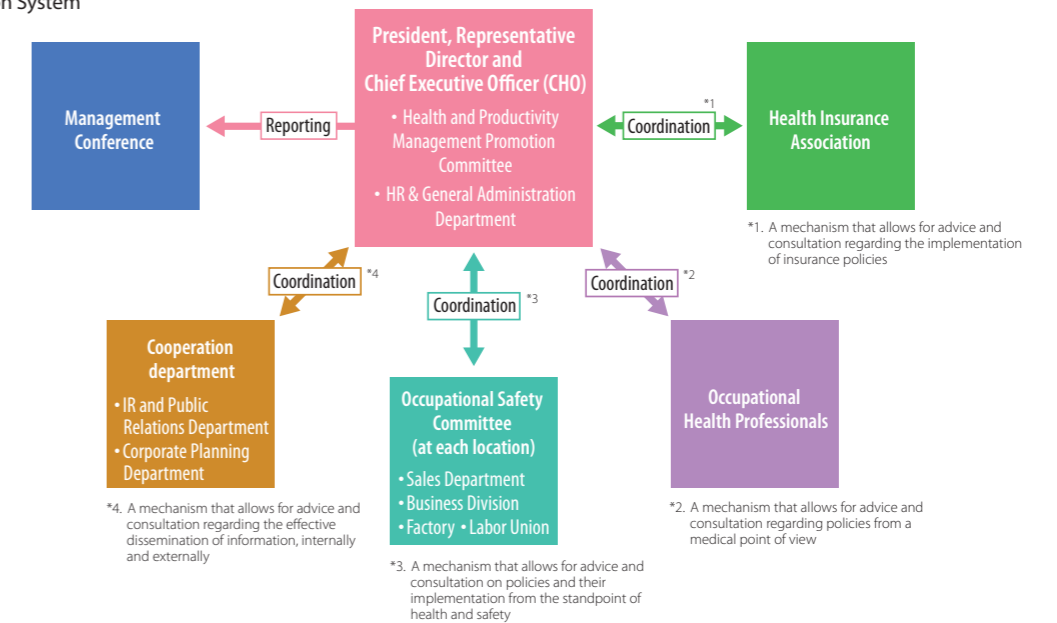 on System
President, Representative
Director and
Chief Executive Officer (CHO)
• Health and Productivity
Management Promotion
Committee
• HR & General Administration
Department
Management
Conference
Reporting
*1
Coordination
Health Insurance
Association
*1. A mechanism that allows for advice and
consultation regarding the implementation
of insurance policies
Coordination *4
Coordination *3
Coordination *2
Cooperation
department
• IR and Public
Relations Department
• Corporate Planning
Department
*4. A mechanism that allows for advice and
consultation regarding the effective
dissemination of information, internally
and externally
Occupational Safety
Committee
(at each location)
• Sales Department
• Business Division
• Factory • Labor Union
*3. A mechanism that allows for advice and
consultation on policies and their
implementation from the standpoint of
health and safety
Occupational
Health Professionals
*2. A mechanism that allows for advice and
consultation regarding policies from a
medical point of view